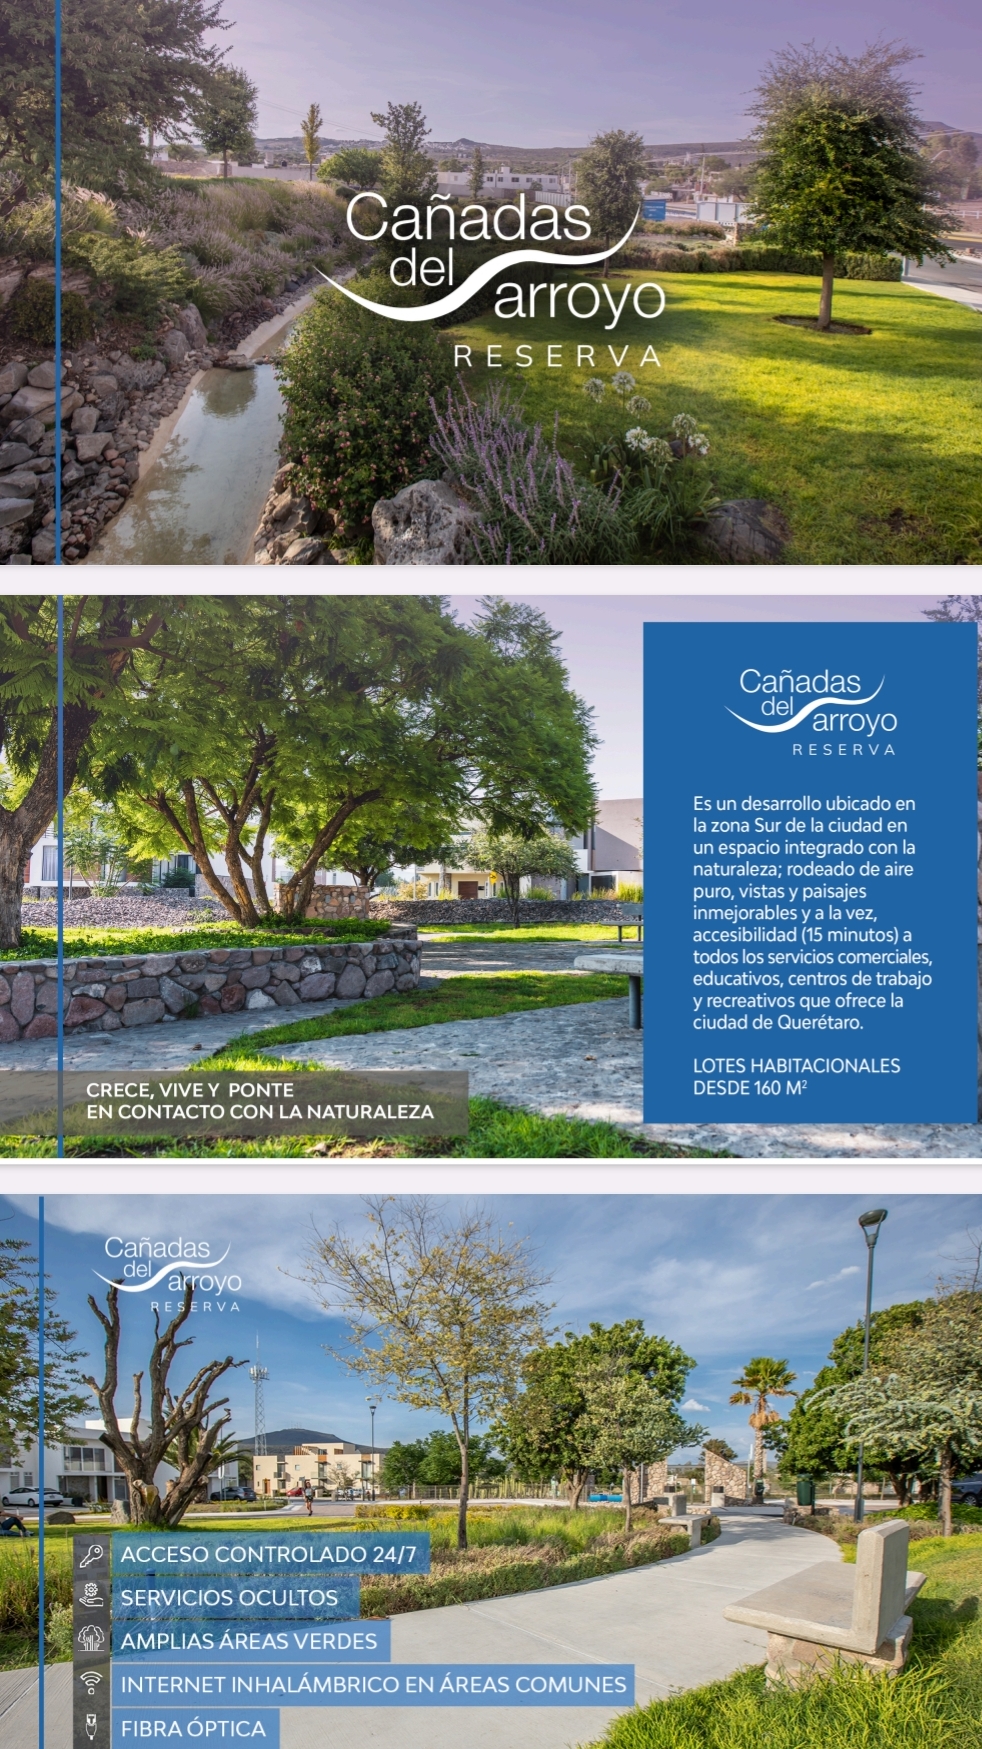 Cañadas
del
arroyo
RESERVA
Cañadas
del
arroyo
RESERVA
Es un desarrollo ubicado en
la zona Sur de la ciudad en
un espacio integrado con la
naturaleza; rodeado de aire
puro, vistas y paisajes
inmejorables y a la vez,
accesibilidad (15 minutos) a
todos los servicios comerciales,
educativos, centros de trabajo
y recreativos que ofrece la
ciudad de Querétaro.
LOTES HABITACIONALES
DESDE 160 M²
CRECE, VIVE Y PONTE
EN CONTACTO CON LA NATURALEZA
Cañadas
del
arroyo
RESERVA
ACCESO CONTROLADO 24/7
SERVICIOS OCULTOS
AMPLIAS ÁREAS VERDES
INTERNET INHALÁMBRICO EN ÁREAS COMUNES
FIBRA ÓPTICA